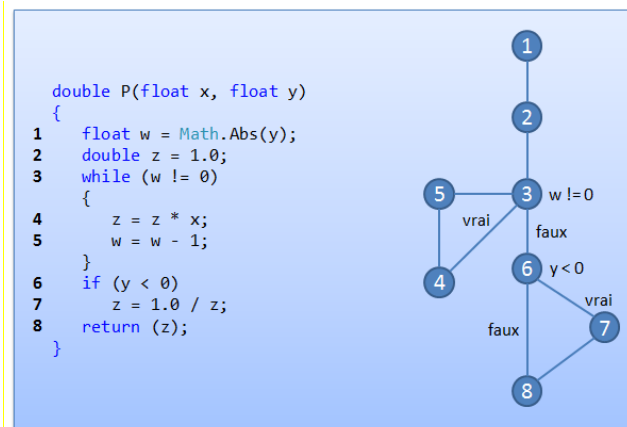 double P(float x, float y)
{
1 float w = Math.Abs(y);
2 double z = 1.0;
3 while (w != 0)
{
4 z = z * x;
5 w = w - 1;
}
6 if (y < 0)
7 z = 1.0 / z;
8 return (z);
}
1
2
5
3 w !=0
vrai
faux
4
6 y<0
vrai
faux
7
8